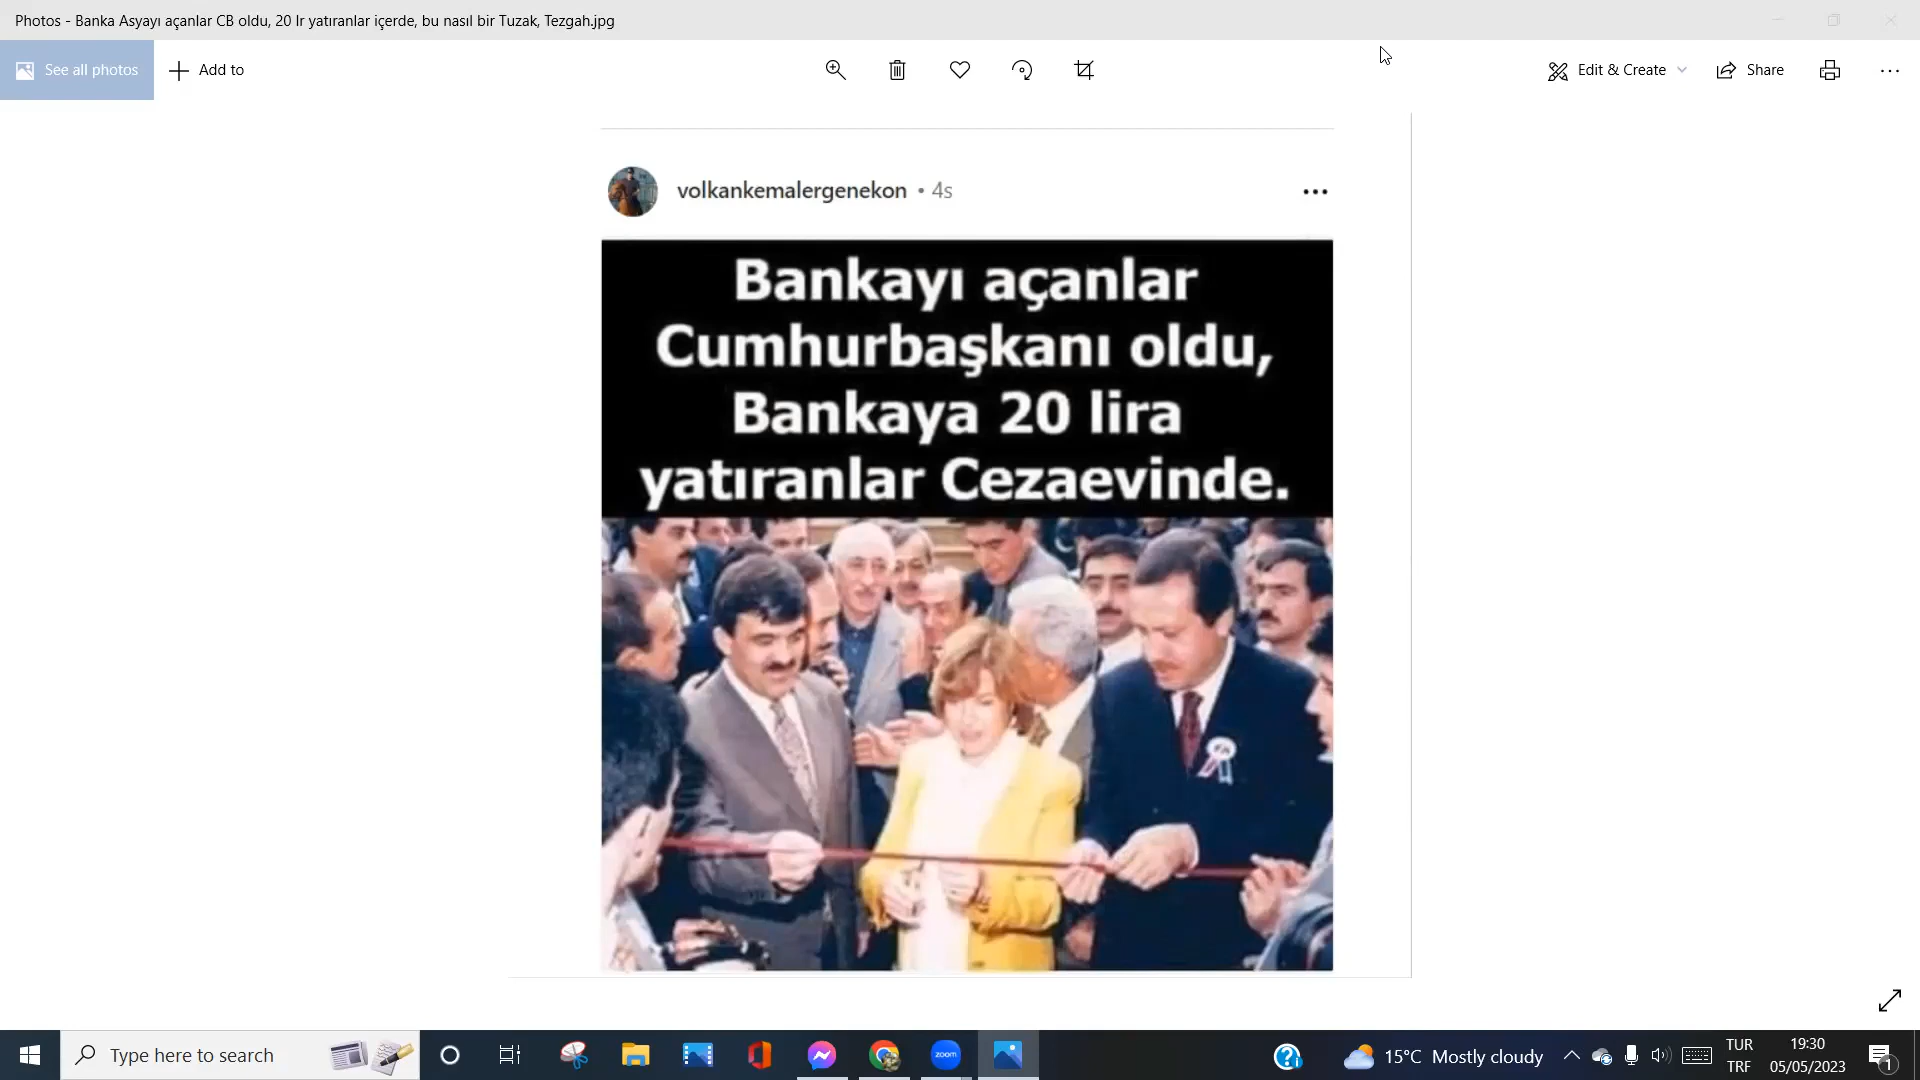 Photos - Banka Asyayı açanlar CB oldu, 20 lr yatıranlar içerde, bu nasıl bir Tuzak, Tezgah.jpg
See all photos
Add to
Edit & Create
Share
volkankemalergenekon • 4s
Bankayı açanlar
Cumhurbaşkanı oldu,
Bankaya 20 lira
yatıranlar Cezaevinde.
Type here to search
zoom
15°C Mostly cloudy
TUR
TRF
19:30
05/05/2023
1